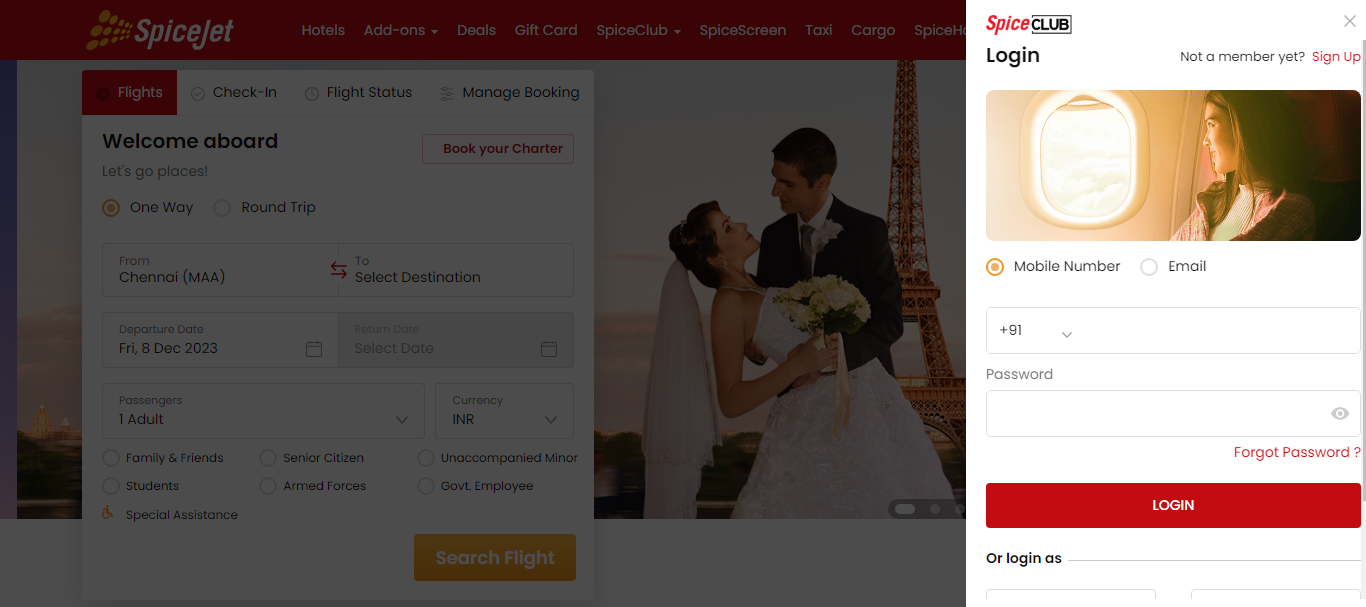 SpiceJet
Hotels Add-ons Deals Gift Card SpiceClub SpiceScreen Taxi Cargo
Flights Check-In Flight Status Manage Booking
Welcome aboard
Book your Charter
Let's go places!
One Way Round Trip
From To
Chennai (MAA) Select Destination
Departure Date Return Date
Fri, 8 Dec 2023 Select Date
Passengers Currency
1 Adult INR
Family & Friends Senior Citizen Unaccompanied Minor
Students Armed Forces Govt. Employee
Special Assistance
Search Flight
Spice CLUB
Login Not a member yet? Sign Up
Mobile Number Email
+91
Password
Forgot Password ?
LOGIN
Or login as